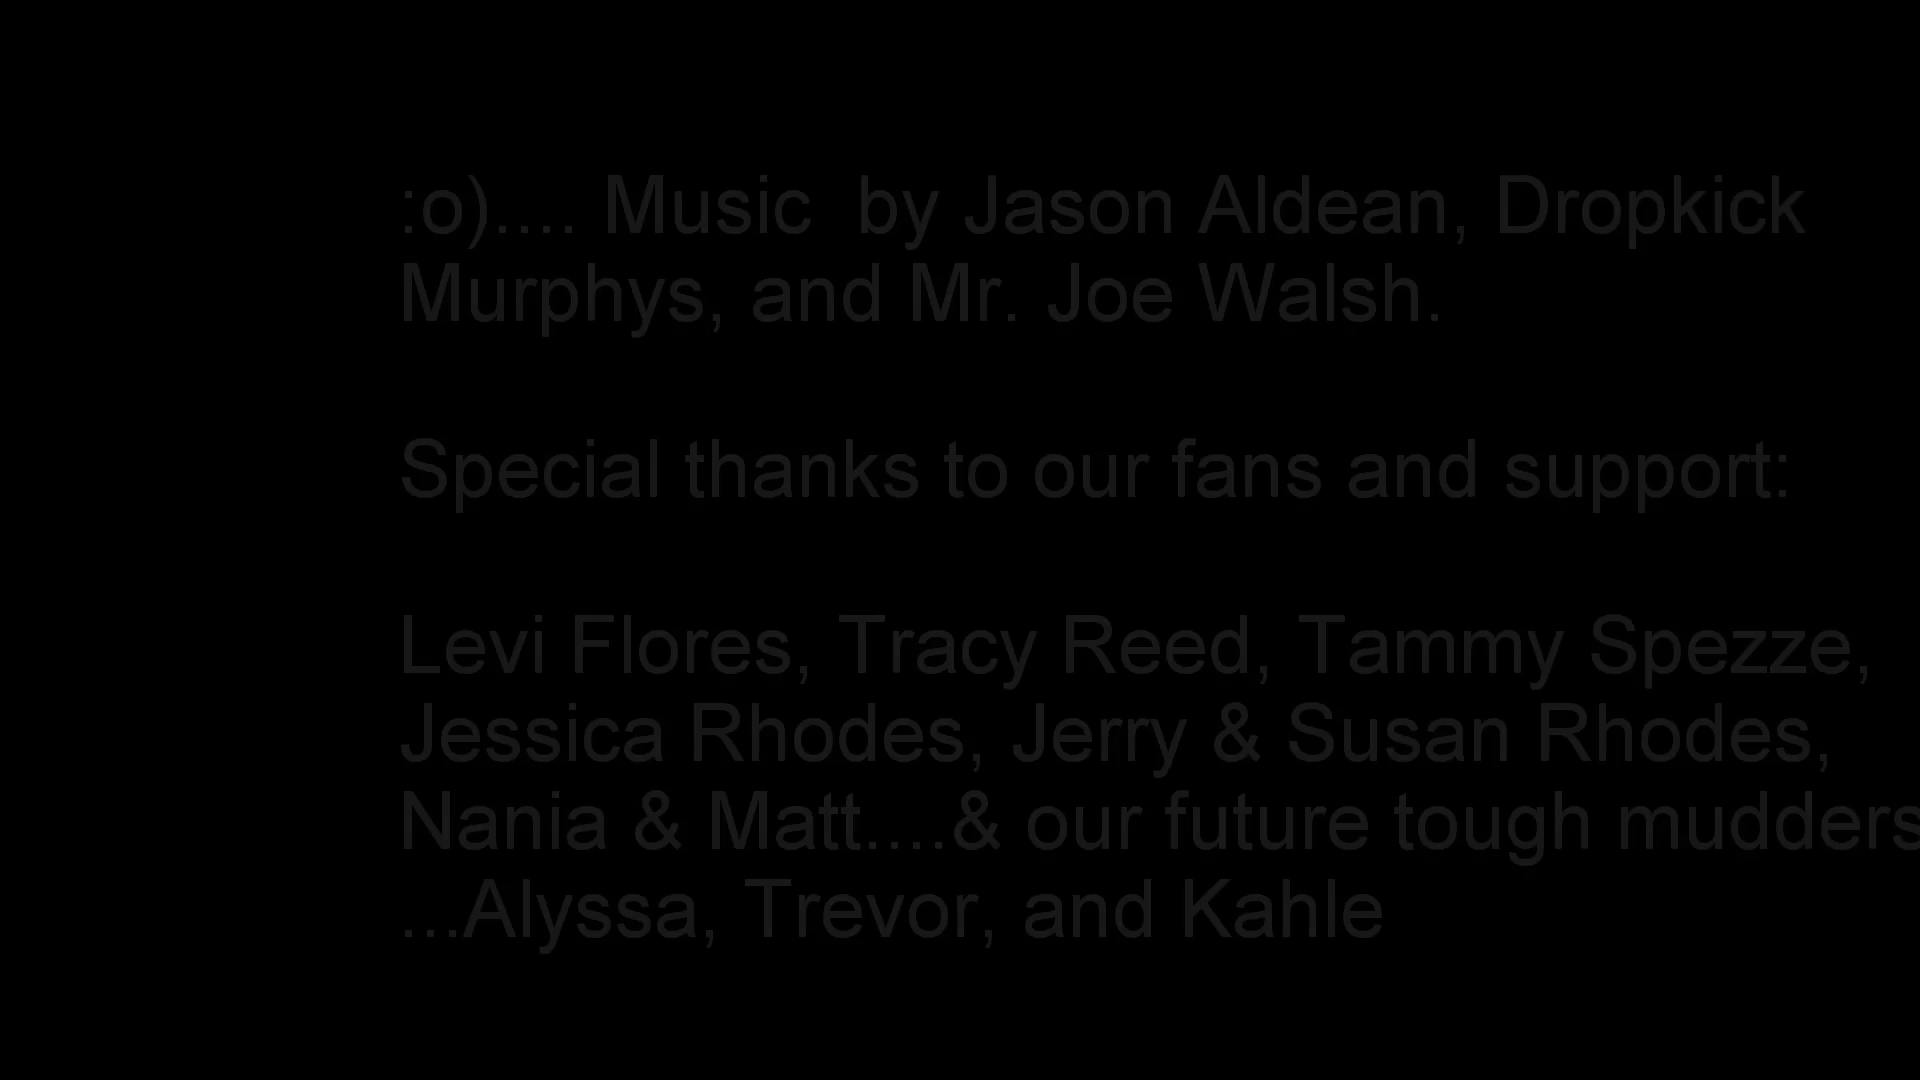 :o).... Music  by Jason Aldean, Dropkick
Murphys, and Mr. Joe Walsh.
Special thanks to our fans and support:
Levi Flores, Tracy Reed, Tammy Spezze,
Jessica Rhodes, Jerry & Susan Rhodes,
Nania & Matt....& our future tough mudders
...Alyssa, Trevor, and Kahle